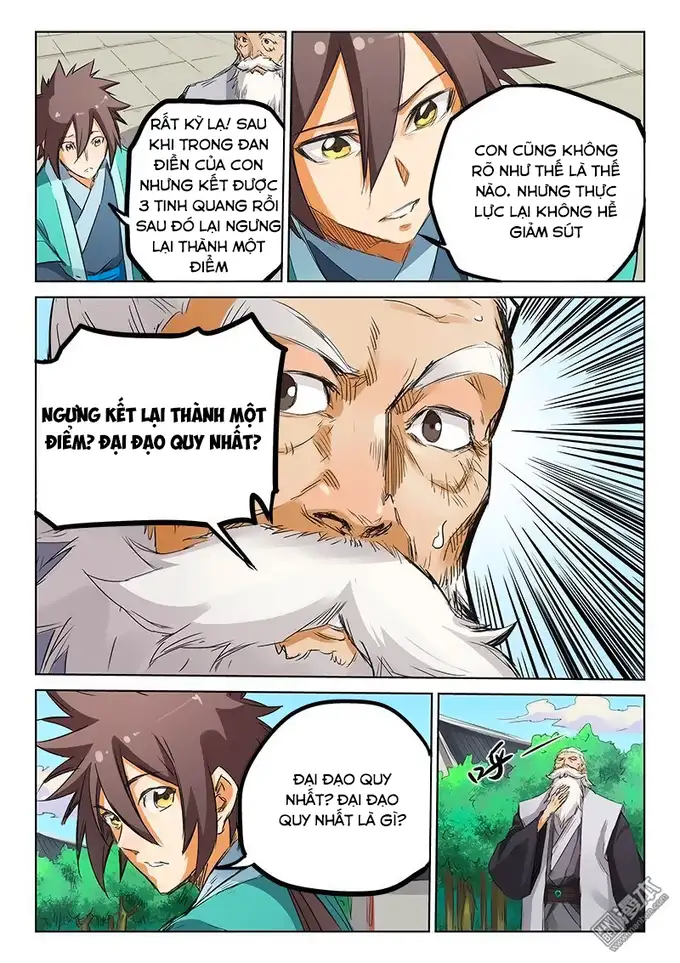 RẤT KỲ LẠ! SAU
KHI TRONG ĐAN
ĐIỀN CỦA CON
NHƯNG KẾT ĐƯỢC
3 TINH QUANG RỒI
SAU ĐÓ LẠI NGƯNG
LẠI THÀNH MỘT
ĐIỂM
CON CŨNG KHÔNG
RÕ NHƯ THẾ LÀ THẾ
NÀO. NHƯNG THỰC
LỰC LẠI KHÔNG HỀ
GIẢM SÚT
NGƯNG KẾT LẠI THÀNH MỘT
ĐIỂM? ĐẠI ĐẠO QUY NHẤT?
ĐẠI ĐẠO QUY
NHẤT? ĐẠI ĐẠO
QUY NHẤT LÀ GÌ?
呼